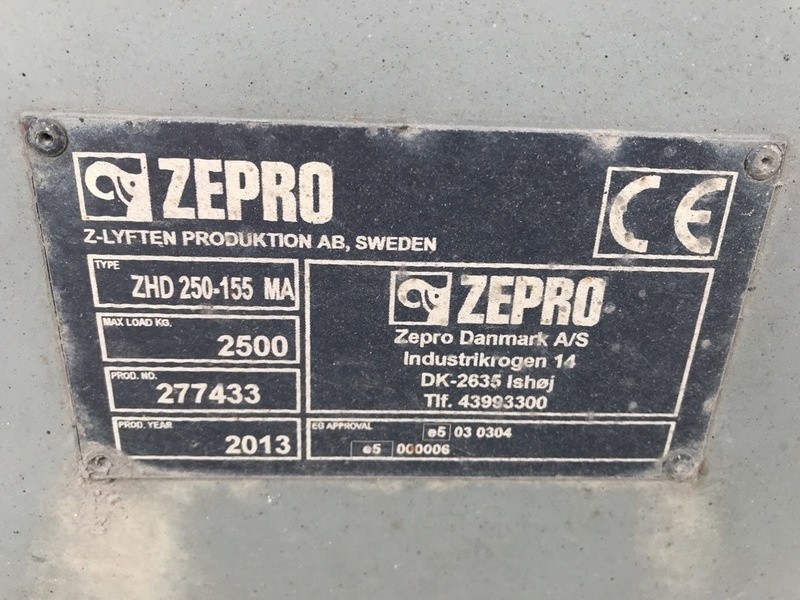 ZEPRO
CE
Z-LYFTEN PRODUKTION AB, SWEDEN
TYPE
ZHD 250-155 MA
MAX LOAD KG.
2500
PROD. NO.
277433
PROD. YEAR
2013
ZEPRO
Zepro Danmark A/S
Industrikrogen 14
DK-2635 Ishøj
Tlf. 43993300
EG APPROVAL
e5 03 0304
e5 000006